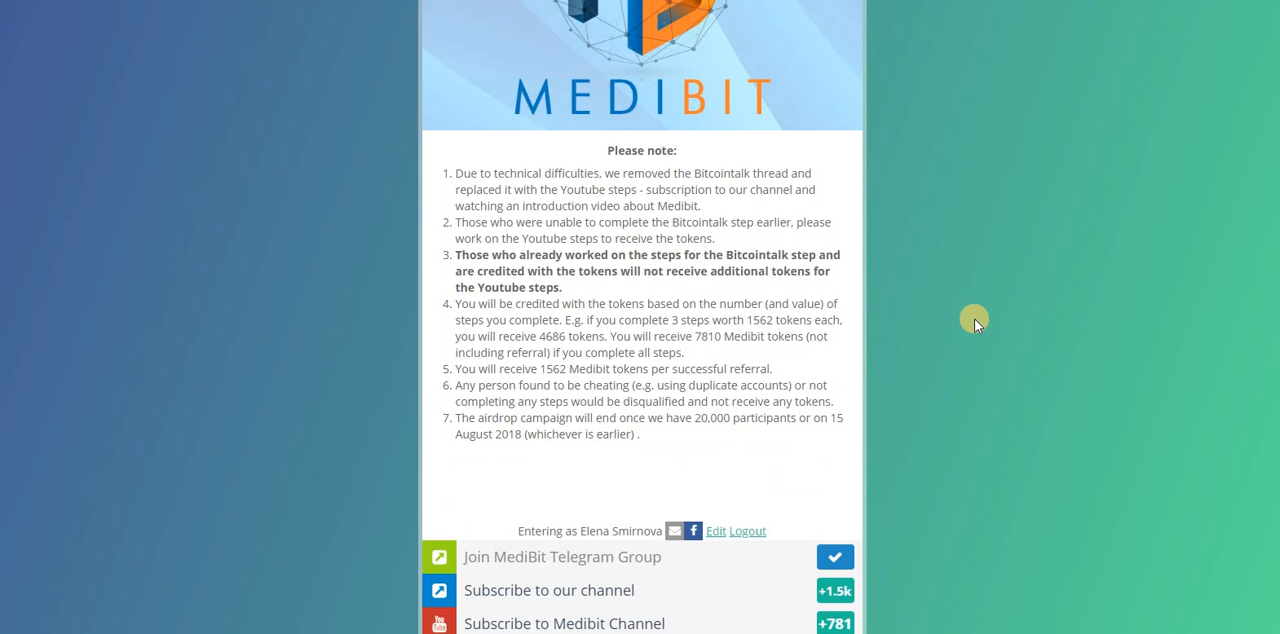 MEDIBIT
Please note:
1. Due to technical difficulties, we removed the Bitcointalk thread and
replaced it with the Youtube steps - subscription to our channel and
watching an introduction video about Medibit.
2. Those who were unable to complete the Bitcointalk step earlier, please
work on the Youtube steps to receive the tokens.
3. Those who already worked on the steps for the Bitcointalk step and
are credited with the tokens will not receive additional tokens for
the Youtube steps.
4. You will be credited with the tokens based on the number (and value) of
steps you complete. E.g. if you complete 3 steps worth 1562 tokens each,
you will receive 4686 tokens. You will receive 7810 Medibit tokens (not
including referral) if you complete all steps.
5. You will receive 1562 Medibit tokens per successful referral.
6. Any person found to be cheating (e.g. using duplicate accounts) or not
completing any steps would be disqualified and not receive any tokens.
7. The airdrop campaign will end once we have 20,000 participants or on 15
August 2018 (whichever is earlier) .
Entering as Elena Smirnova f Edit Logout
Join MediBit Telegram Group
Subscribe to our channel +1.5k
Subscribe to Medibit Channel +781